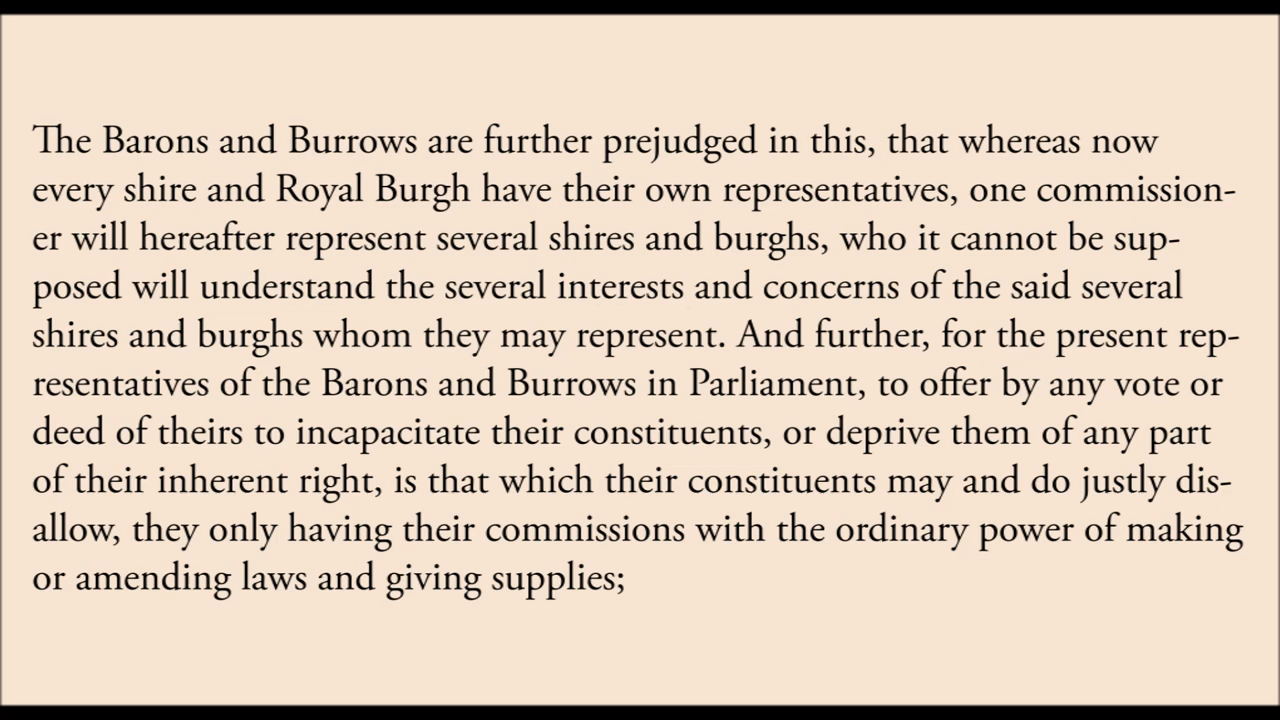 The Barons and Burrows are further prejudged in this, that whereas now
every shire and Royal Burgh have their own representatives, one commission-
er will hereafter represent several shires and burghs, who it cannot be sup-
posed will understand the several interests and concerns of the said several
shires and burghs whom they may represent. And further, for the present rep-
resentatives of the Barons and Burrows in Parliament, to offer by any vote or
deed of theirs to incapacitate their constituents, or deprive them of any part
of their inherent right, is that which their constituents may and do justly dis-
allow, they only having their commissions with the ordinary power of making
or amending laws and giving supplies;